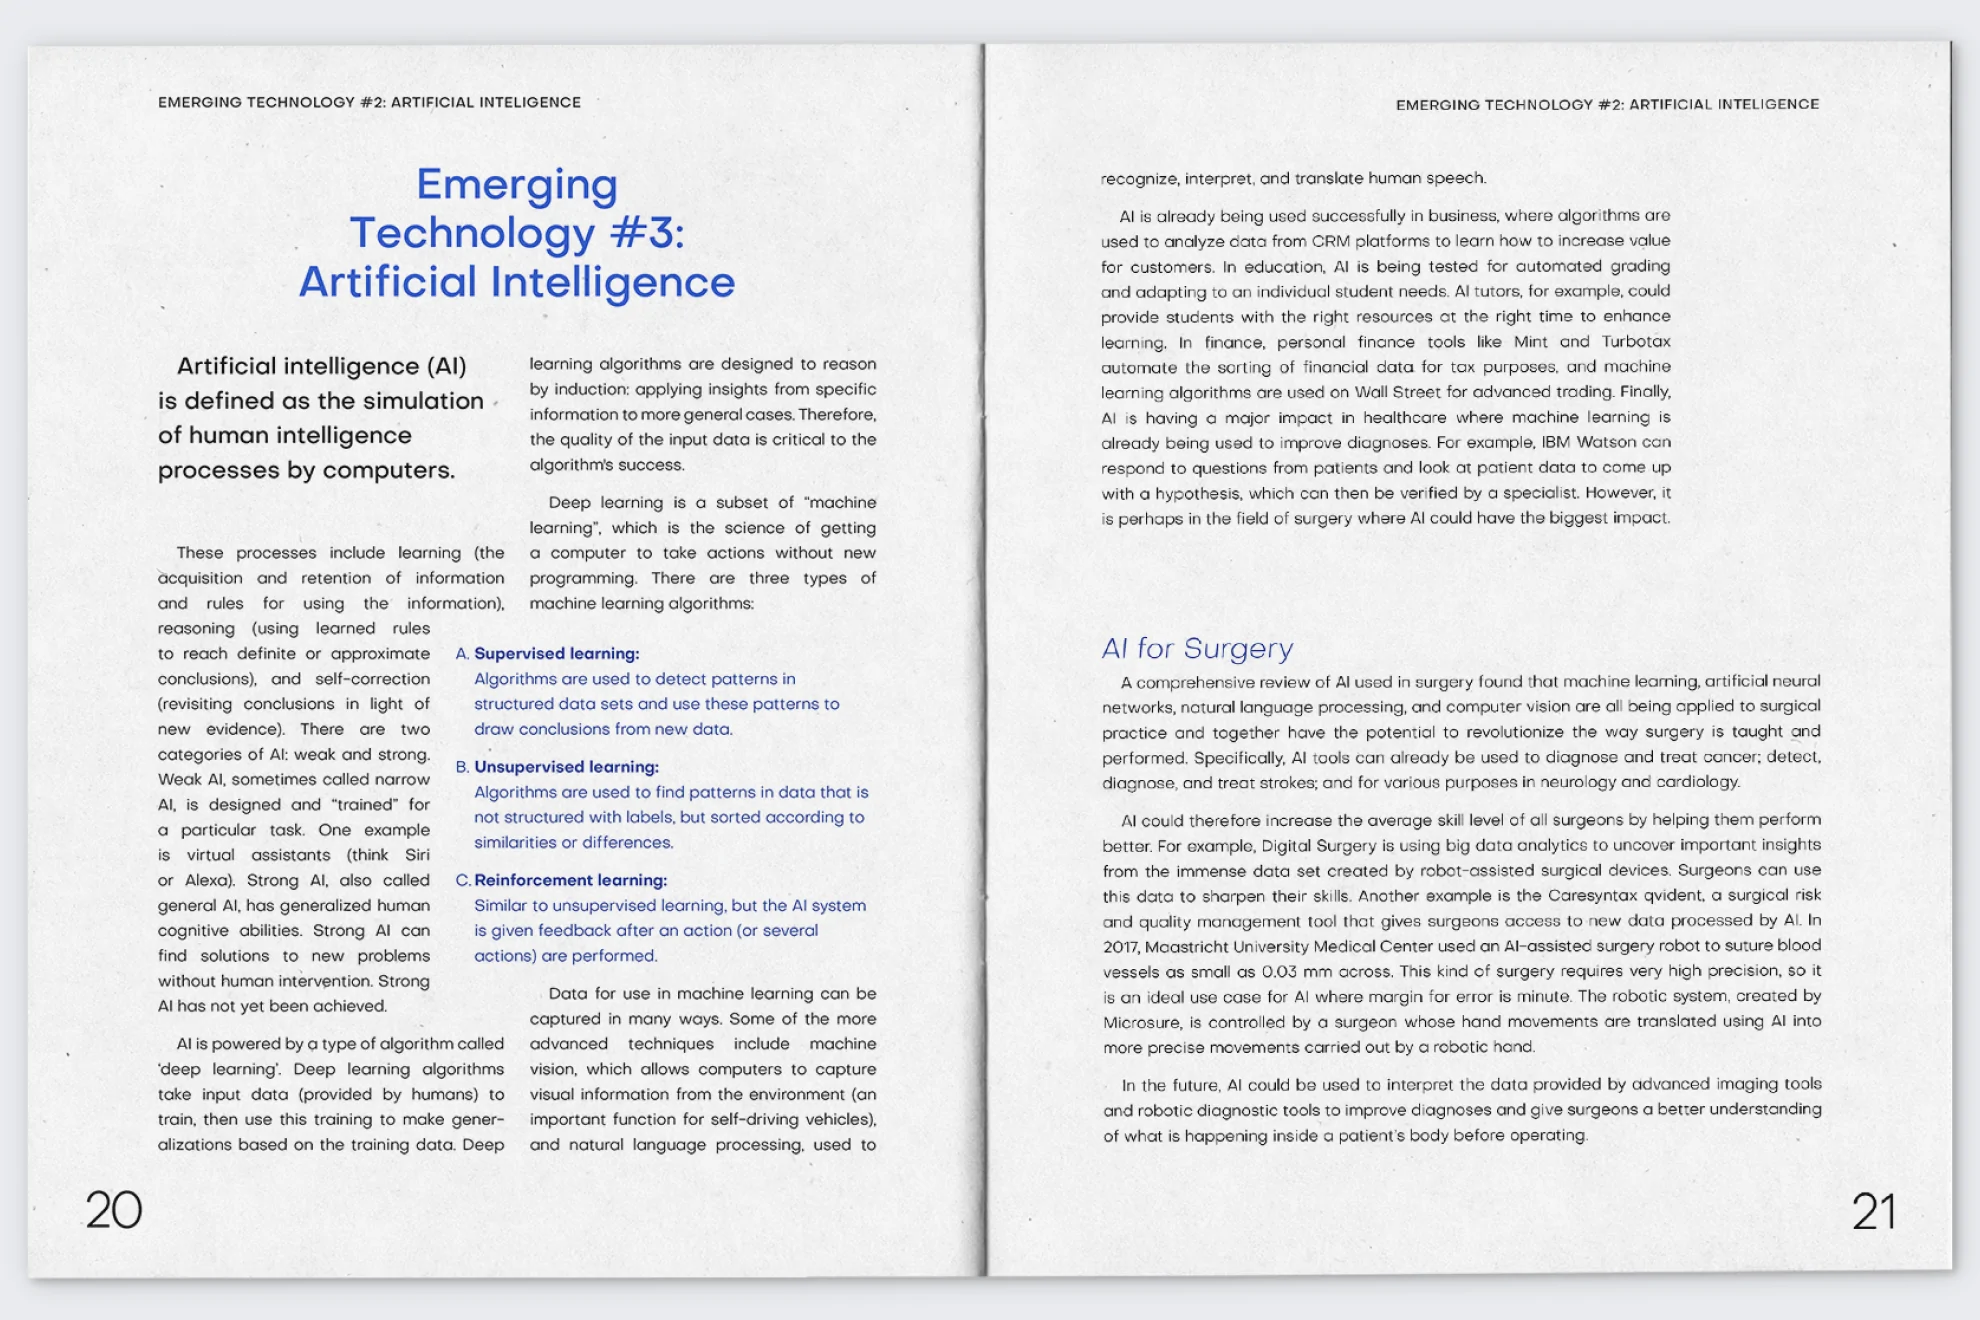 EMERGING TECHNOLOGY #2: ARTIFICIAL INTELIGENCE
Emerging
Technology #3:
Artificial Intelligence
Artificial intelligence (AI)
is defined as the simulation
of human intelligence
processes by computers.
These processes include learning (the
acquisition and retention of information
and rules for using the information),
reasoning (using learned rules
to reach definite or approximate
conclusions), and self-correction
(revisiting conclusions in light of
new evidence). There are two
categories of AI: weak and strong.
Weak AI, sometimes called narrow
AI, is designed and "trained" for
a particular task. One example
is virtual assistants (think Siri
or Alexa). Strong AI, also called
general AI, has generalized human
cognitive abilities. Strong AI can
find solutions to new problems
without human intervention. Strong
AI has not yet been achieved.
AI is powered by a type of algorithm called
'deep learning'. Deep learning algorithms
take input data (provided by humans) to
train, then use this training to make gener-
alizations based on the training data. Deep
learning algorithms are designed to reason
by induction: applying insights from specific
information to more general cases. Therefore,
the quality of the input data is critical to the
algorithm's success.
Deep learning is a subset of "machine
learning", which is the science of getting
a computer to take actions without new
programming. There are three types of
machine learning algorithms:
A. Supervised learning:
Algorithms are used to detect patterns in
structured data sets and use these patterns to
draw conclusions from new data.
B. Unsupervised learning:
Algorithms are used to find patterns in data that is
not structured with labels, but sorted according to
similarities or differences.
C. Reinforcement learning:
Similar to unsupervised learning, but the AI system
is given feedback after an action (or several
actions) are performed.
Data for use in machine learning can be
captured in many ways. Some of the more
advanced techniques include machine
vision, which allows computers to capture
visual information from the environment (an
important function for self-driving vehicles),
and natural language processing, used to
20
EMERGING TECHNOLOGY #2: ARTIFICIAL INTELIGENCE
recognize, interpret, and translate human speech.
AI is already being used successfully in business, where algorithms are
used to analyze data from CRM platforms to learn how to increase value
for customers. In education, AI is being tested for automated grading
and adapting to an individual student needs. AI tutors, for example, could
provide students with the right resources at the right time to enhance
learning. In finance, personal finance tools like Mint and Turbotax
automate the sorting of financial data for tax purposes, and machine
learning algorithms are used on Wall Street for advanced trading. Finally,
AI is having a major impact in healthcare where machine learning is
already being used to improve diagnoses. For example, IBM Watson can
respond to questions from patients and look at patient data to come up
with a hypothesis, which can then be verified by a specialist. However, it
is perhaps in the field of surgery where AI could have the biggest impact.
AI for Surgery
A comprehensive review of AI used in surgery found that machine learning, artificial neural
networks, natural language processing, and computer vision are all being applied to surgical
practice and together have the potential to revolutionize the way surgery is taught and
performed. Specifically, AI tools can already be used to diagnose and treat cancer; detect,
diagnose, and treat strokes; and for various purposes in neurology and cardiology.
AI could therefore increase the average skill level of all surgeons by helping them perform
better. For example, Digital Surgery is using big data analytics to uncover important insights
from the immense data set created by robot-assisted surgical devices. Surgeons can use
this data to sharpen their skills. Another example is the Caresyntax qvident, a surgical risk
and quality management tool that gives surgeons access to new data processed by AI. In
2017, Maastricht University Medical Center used an AI-assisted surgery robot to suture blood
vessels as small as 0.03 mm across. This kind of surgery requires very high precision, so it
is an ideal use case for AI where margin for error is minute. The robotic system, created by
Microsure, is controlled by a surgeon whose hand movements are translated using AI into
more precise movements carried out by a robotic hand.
In the future, AI could be used to interpret the data provided by advanced imaging tools
and robotic diagnostic tools to improve diagnoses and give surgeons a better understanding
of what is happening inside a patient's body before operating.
21